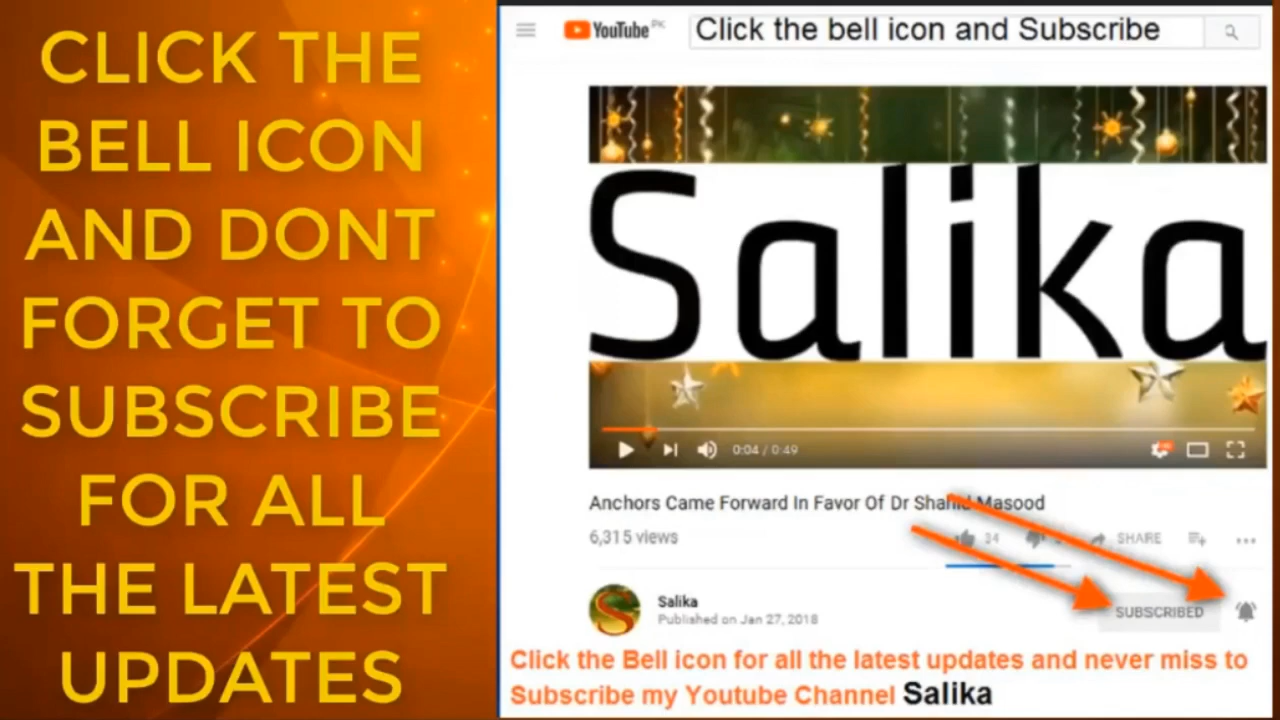 CLICK THE
BELL ICON
AND DONT
FORGET TO
SUBSCRIBE
FOR ALL
THE LATEST
UPDATES
YouTube PK
Click the bell icon and Subscribe
Salika
0:04 / 0:49
Anchors Came Forward In Favor Of Dr Shahid Masood
6,315 views
34
SHARE
Salika
Published on Jan 27, 2018
SUBSCRIBED
Click the Bell icon for all the latest updates and never miss to
Subscribe my Youtube Channel Salika